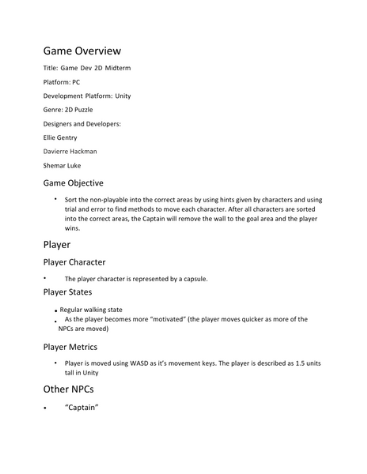 Game Overview
Title: Game Dev 2D Midterm
Platform: PC
Development Platform: Unity
Genre: 2D Puzzle
Designers and Developers:
Ellie Gentry
Davierre Hackman
Shemar Luke
Game Objective
• Sort the non-playable into the correct areas by using hints given by characters and using
trial and error to find methods to move each character. After all characters are sorted
into the correct areas, the Captain will remove the wall to the goal area and the player
wins.
Player
Player Character
• The player character is represented by a capsule.
Player States
• Regular walking state
• As the player becomes more "motivated" (the player moves quicker as more of the
NPCs are moved)
Player Metrics
• Player is moved using WASD as it's movement keys. The player is described as 1.5 units
tall in Unity
Other NPCs
• "Captain"